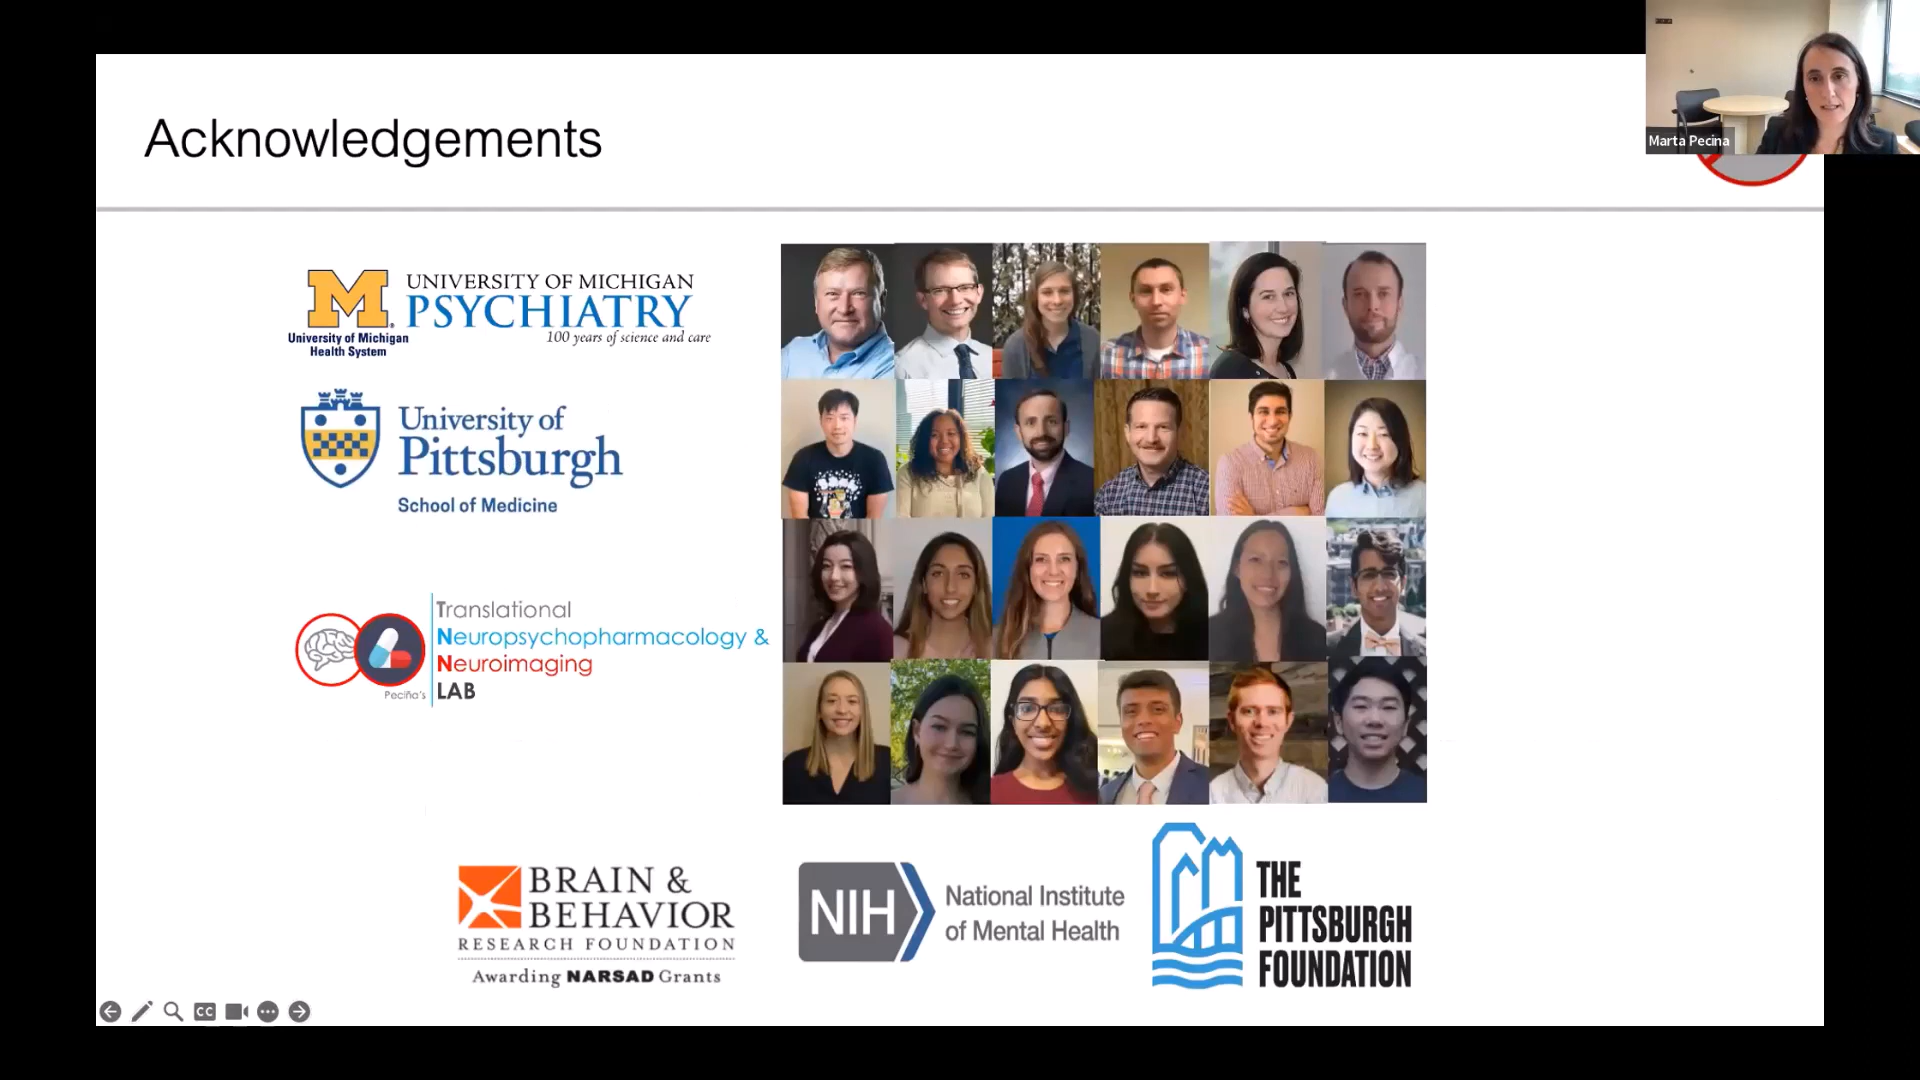 Acknowledgements
Marta Pecina
M
UNIVERSITY OF MICHIGAN
PSYCHIATRY
100 years of science and care
University of Michigan
Health System
University of
Pittsburgh
School of Medicine
Translational
Neuropsychopharmacology &
Neuroimaging
Peciña's LAB
BRAIN &
BEHAVIOR
RESEARCH FOUNDATION
Awarding NARSAD Grants
NIH
National Institute
of Mental Health
THE
PITTSBURGH
FOUNDATION
CC